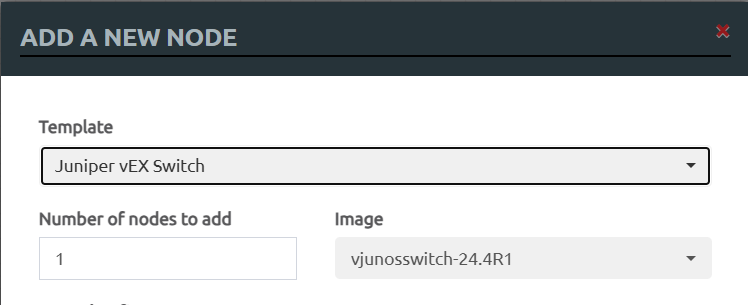 ADD A NEW NODE
Template
Juniper vEX Switch
Number of nodes to add
Image
1
vjunosswitch-24.4R1